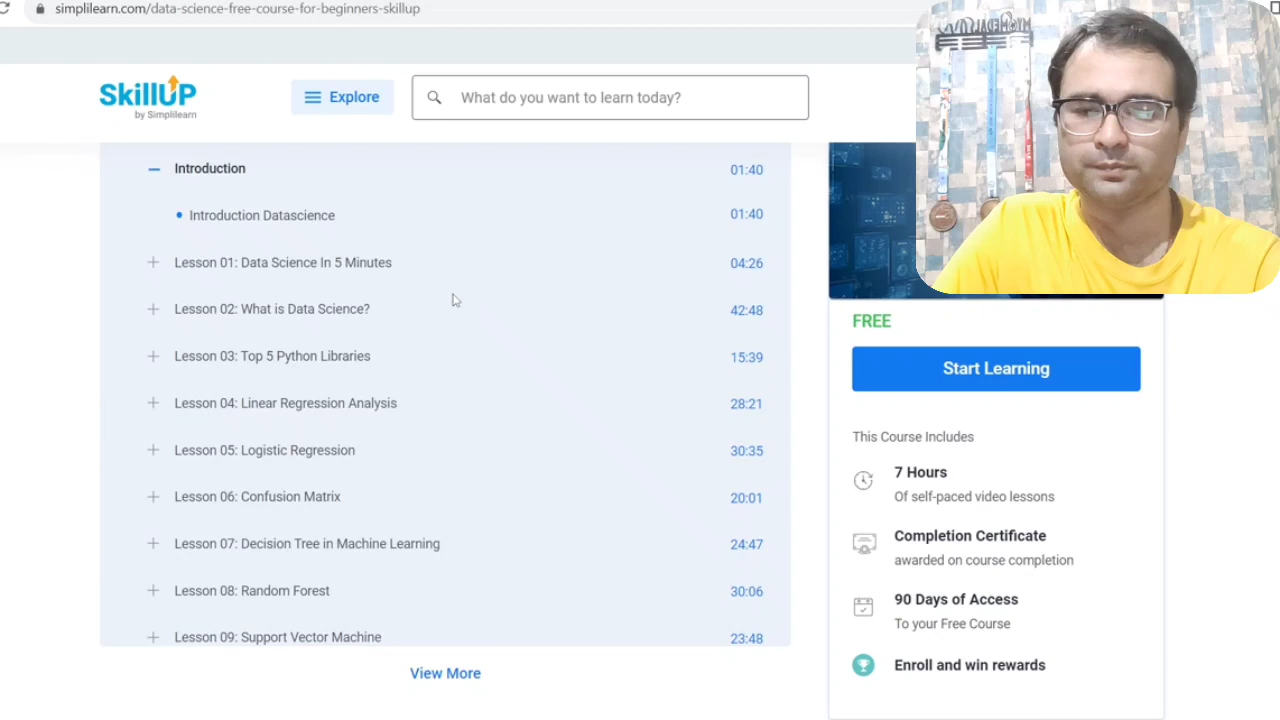 simplilearn.com/data-science-free-course-for-beginners-skillup
SkillUP
by Simplilearn
Explore
What do you want to learn today?
Introduction 01:40
Introduction Datascience 01:40
Lesson 01: Data Science In 5 Minutes 04:26
Lesson 02: What is Data Science? 42:48
Lesson 03: Top 5 Python Libraries 15:39
Lesson 04: Linear Regression Analysis 28:21
Lesson 05: Logistic Regression 30:35
Lesson 06: Confusion Matrix 20:01
Lesson 07: Decision Tree in Machine Learning 24:47
Lesson 08: Random Forest 30:06
Lesson 09: Support Vector Machine 23:48
View More
FREE
Start Learning
This Course Includes
7 Hours
Of self-paced video lessons
Completion Certificate
awarded on course completion
90 Days of Access
To your Free Course
Enroll and win rewards